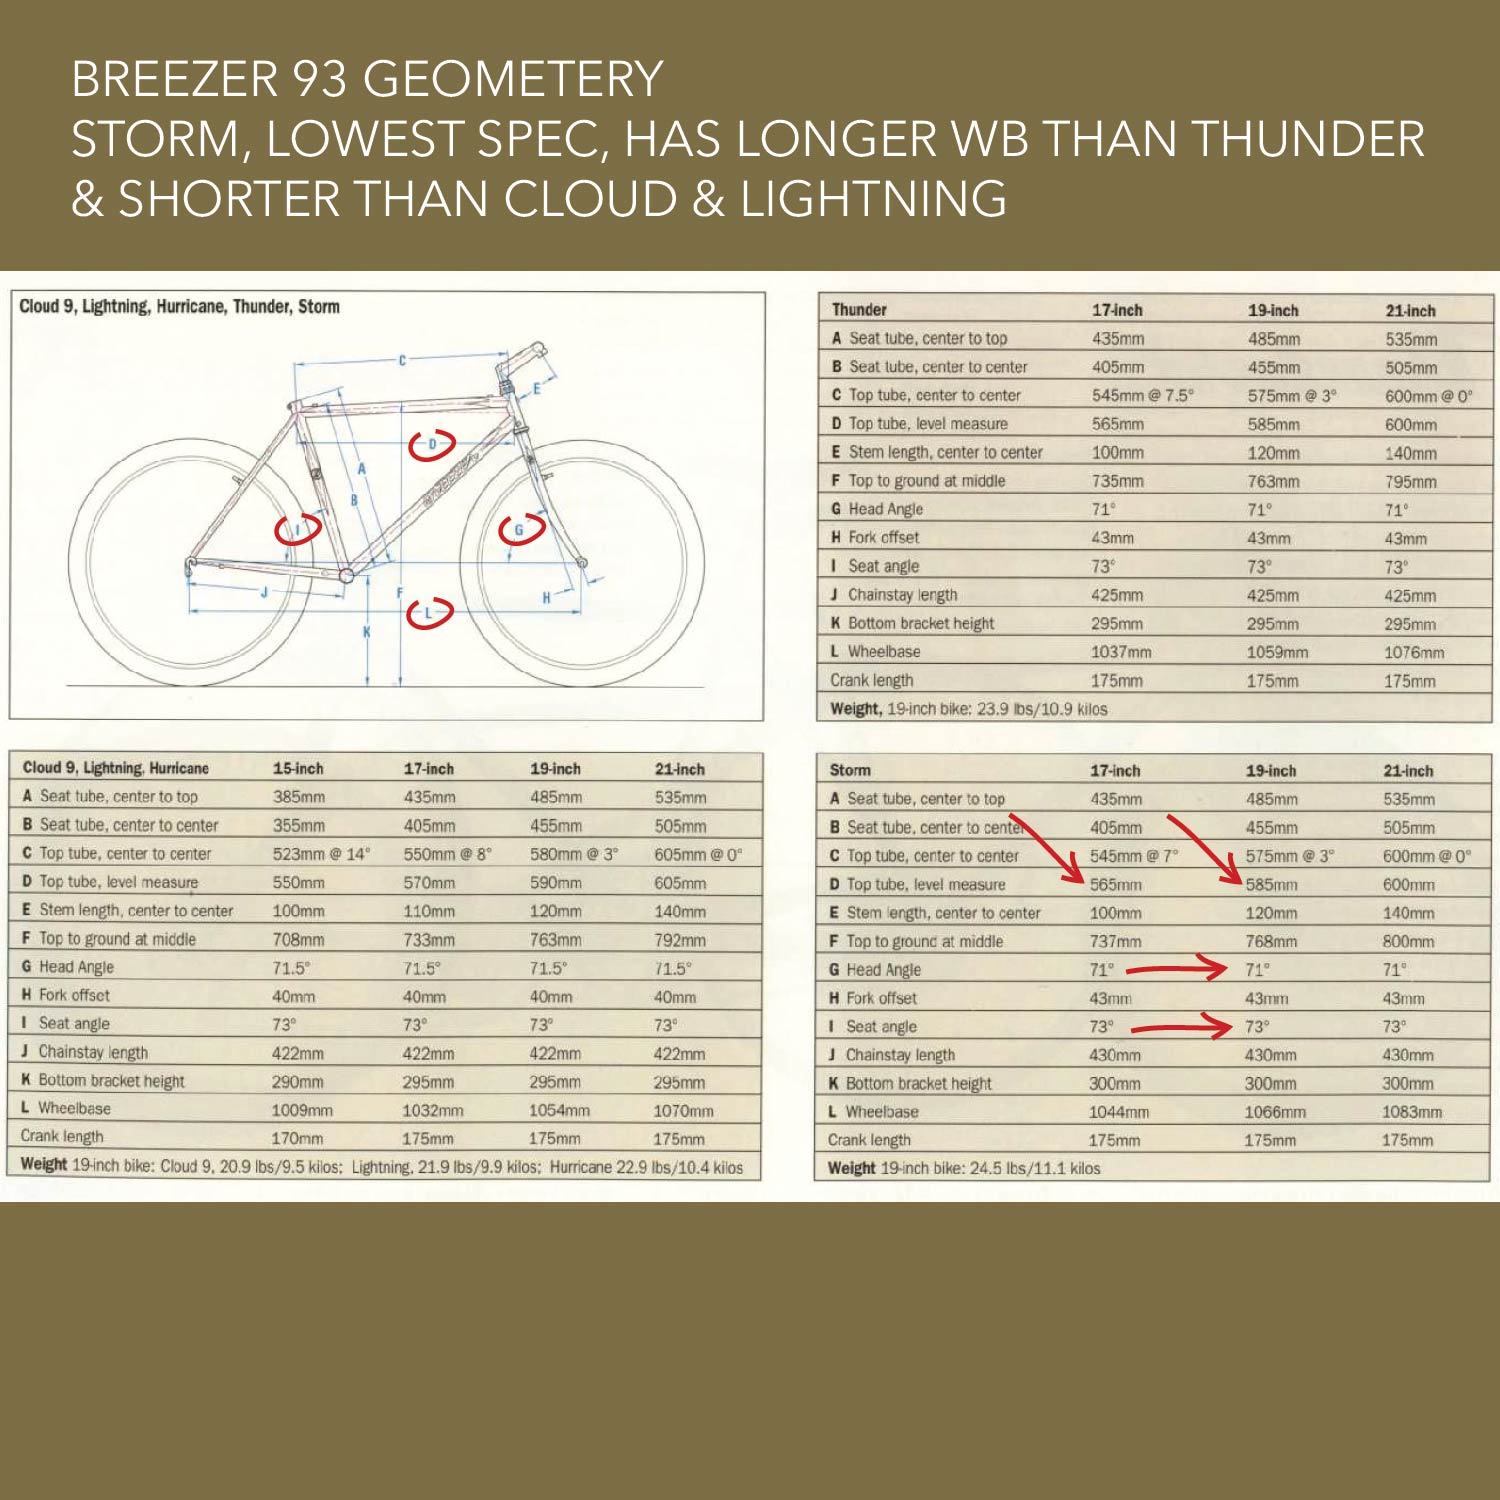 BREEZER 93 GEOMETERY
STORM, LOWEST SPEC, HAS LONGER WB THAN THUNDER
& SHORTER THAN CLOUD & LIGHTNING
Cloud 9, Lightning, Hurricane, Thunder, Storm
C
E
D
A
B
I
G
J
F
H
L
K
Thunder 17-inch 19-inch 21-inch
A Seat tube, center to top 435mm 485mm 535mm
B Seat tube, center to center 405mm 455mm 505mm
C Top tube, center to center 545mm @ 7.5° 575mm @ 3° 600mm @ 0°
D Top tube, level measure 565mm 585mm 600mm
E Stem length, center to center 100mm 120mm 140mm
F Top to ground at middle 735mm 763mm 795mm
G Head Angle 71° 71° 71°
H Fork offset 43mm 43mm 43mm
I Seat angle 73° 73° 73°
J Chainstay length 425mm 425mm 425mm
K Bottom bracket height 295mm 295mm 295mm
L Wheelbase 1037mm 1059mm 1076mm
Crank length 175mm 175mm 175mm
Weight, 19-inch bike: 23.9 lbs/10.9 kilos
Cloud 9, Lightning, Hurricane 15-inch 17-inch 19-inch 21-inch
A Seat tube, center to top 385mm 435mm 485mm 535mm
B Seat tube, center to center 355mm 405mm 455mm 505mm
C Top tube, center to center 523mm @ 14° 550mm @ 8° 580mm @ 3° 605mm @ 0°
D Top tube, level measure 550mm 570mm 590mm 605mm
E Stem length, center to center 100mm 110mm 120mm 140mm
F Top to ground at middle 708mm 733mm 763mm 792mm
G Head Angle 71.5° 71.5° 71.5° 71.5°
H Fork offset 40mm 40mm 40mm 40mm
I Seat angle 73° 73° 73° 73°
J Chainstay length 422mm 422mm 422mm 422mm
K Bottom bracket height 290mm 295mm 295mm 295mm
L Wheelbase 1009mm 1032mm 1054mm 1070mm
Crank length 170mm 175mm 175mm 175mm
Weight 19-inch bike: Cloud 9, 20.9 lbs/9.5 kilos; Lightning, 21.9 lbs/9.9 kilos; Hurricane 22.9 lbs/10.4 kilos
Storm 17-inch 19-inch 21-inch
A Seat tube, center to top 435mm 485mm 535mm
B Seat tube, center to center 405mm 455mm 505mm
C Top tube, center to center 545mm @ 7° 575mm @ 3° 600mm @ 0°
D Top tube, level measure 565mm 585mm 600mm
E Stem length, center to center 100mm 120mm 140mm
F Top to ground at middle 737mm 768mm 800mm
G Head Angle 71° 71° 71°
H Fork offset 43mm 43mm 43mm
I Seat angle 73° 73° 73°
J Chainstay length 430mm 430mm 430mm
K Bottom bracket height 300mm 300mm 300mm
L Wheelbase 1044mm 1066mm 1083mm
Crank length 175mm 175mm 175mm
Weight 19-inch bike: 24.5 lbs/11.1 kilos